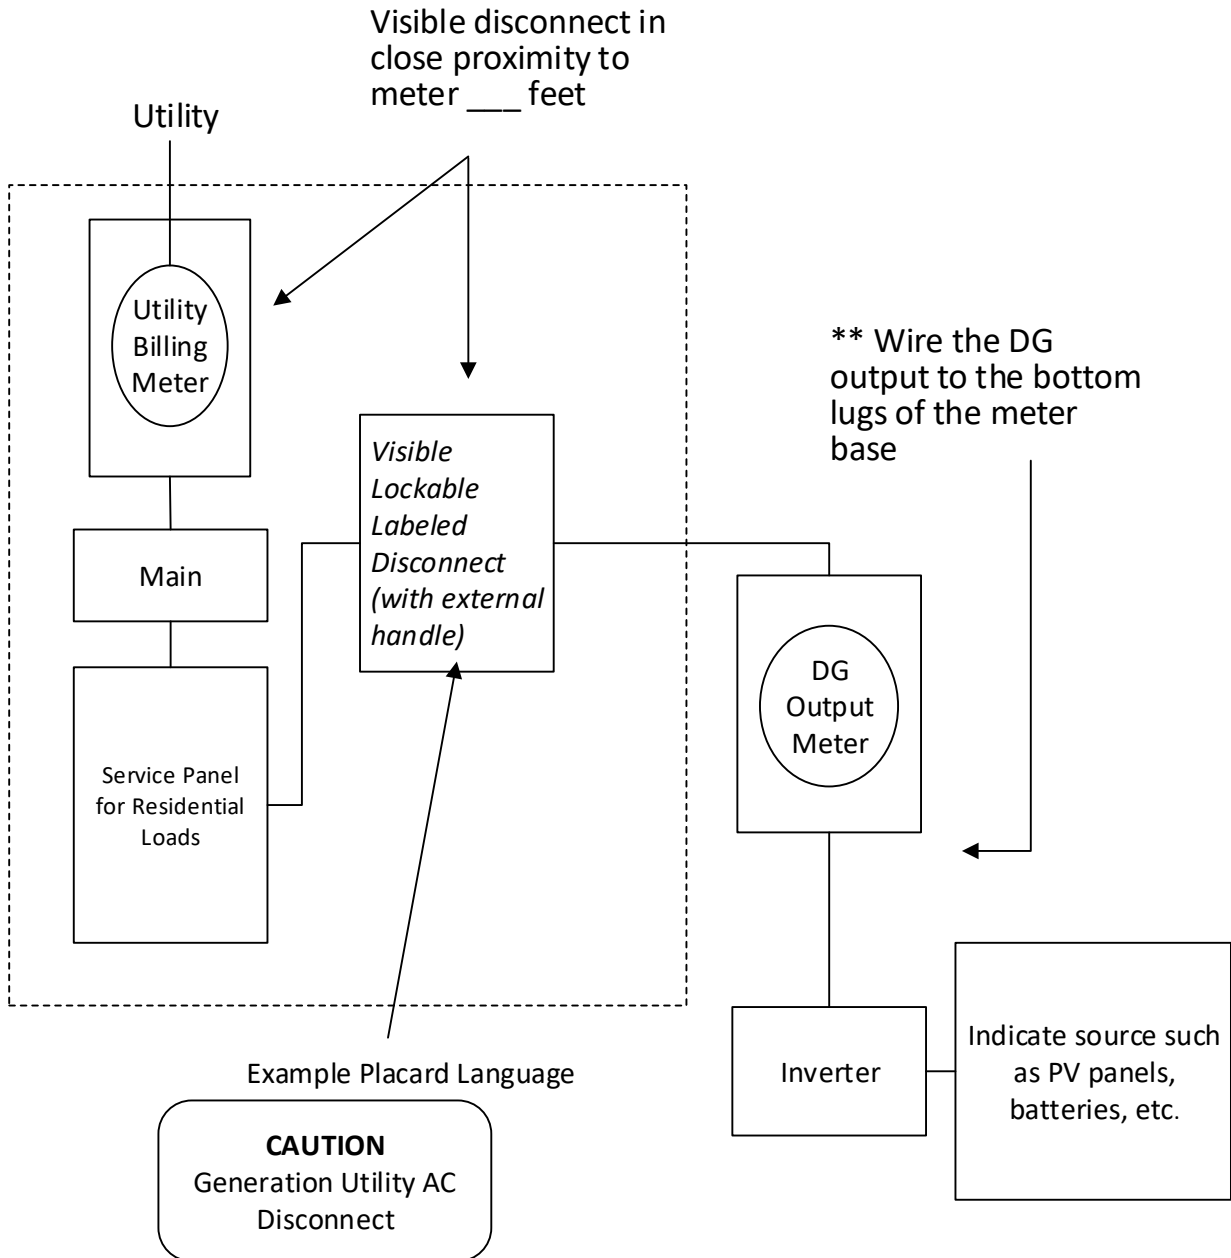 Visible disconnect in
close proximity to
meter ___ feet
Utility
Utility
Billing
Meter
** Wire the DG
output to the bottom
lugs of the meter
base
Visible
Lockable
Labeled
Disconnect
(with external
handle)
Main
DG
Output
Meter
Service Panel
for Residential
Loads
Indicate source such
as PV panels,
batteries, etc.
Inverter
Example Placard Language
CAUTION
Generation Utility AC
Disconnect